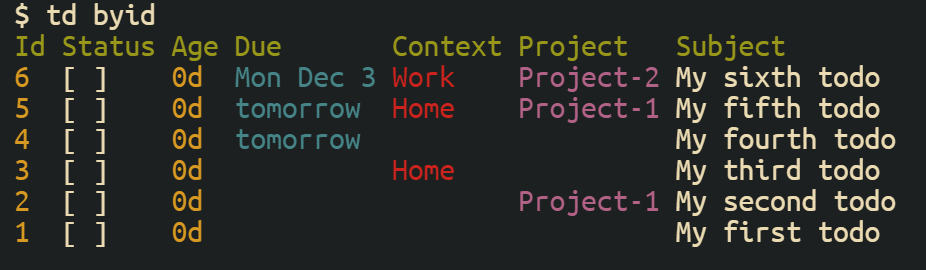 $ td byid
Id Status Age Due       Context Project   Subject
6  [ ]    0d  Mon Dec 3 Work    Project-2 My sixth todo
5  [ ]    0d  tomorrow  Home    Project-1 My fifth todo
4  [ ]    0d  tomorrow                    My fourth todo
3  [ ]    0d            Home              My third todo
2  [ ]    0d                    Project-1 My second todo
1  [ ]    0d                              My first todo